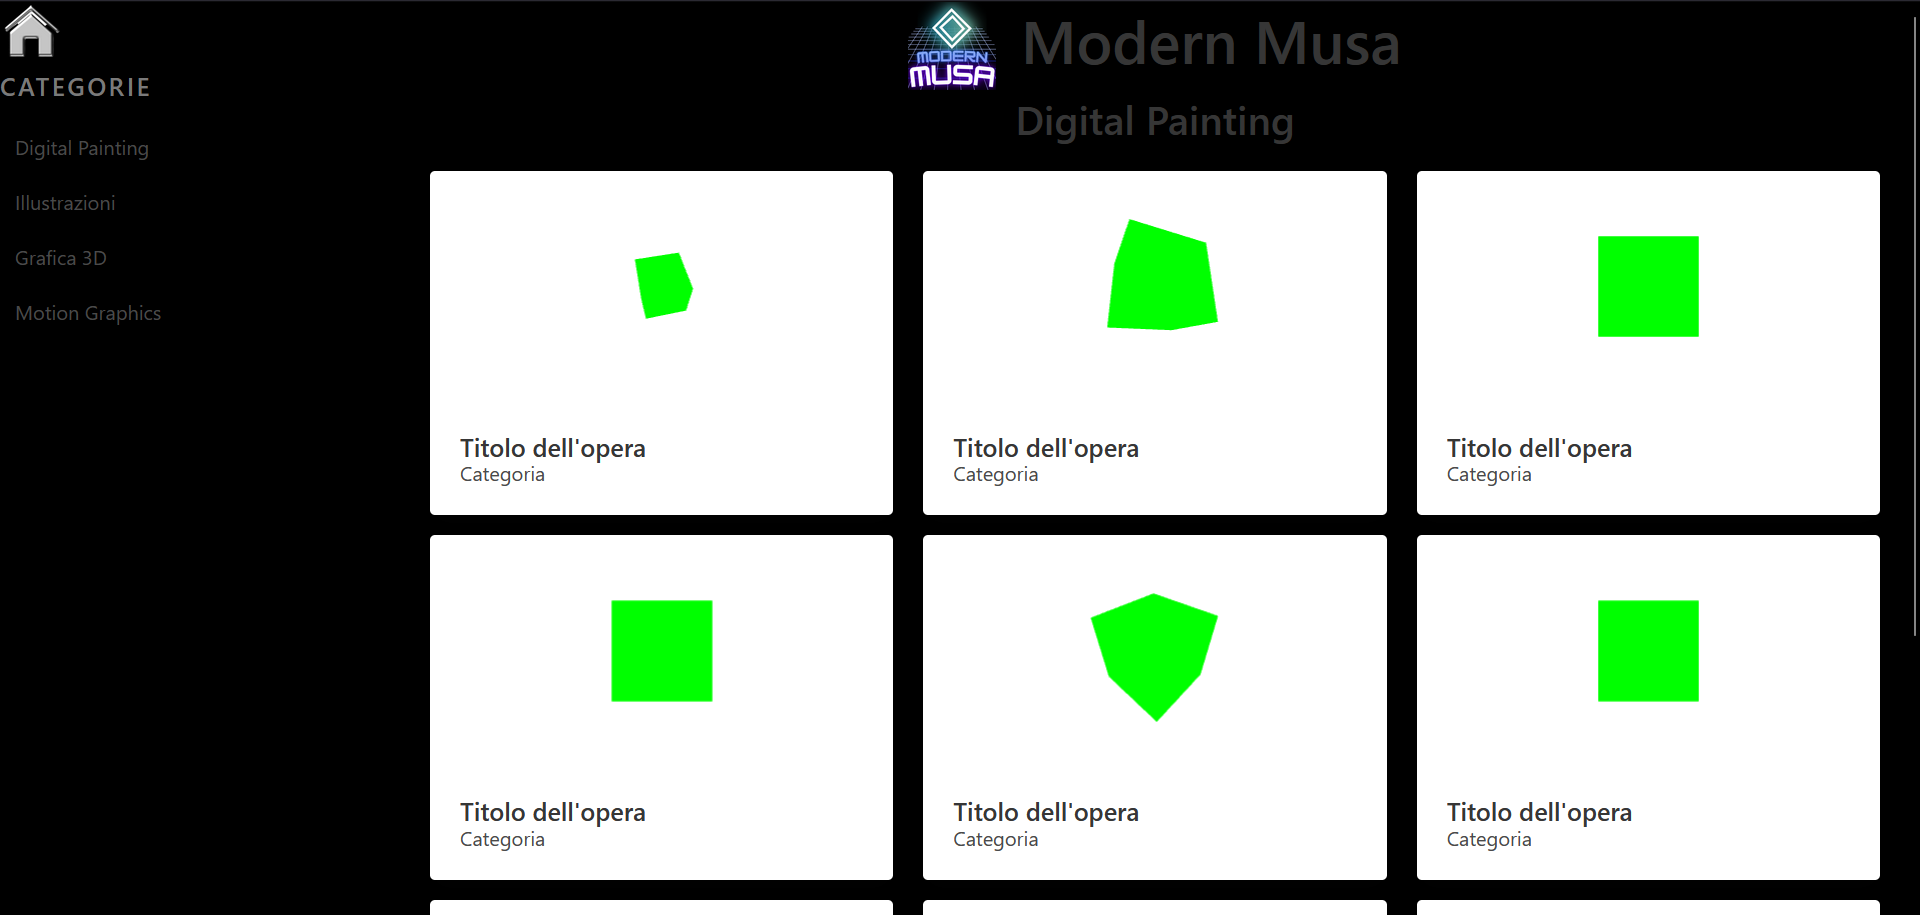 MODERN
MUSA
Modern Musa
CATEGORIE
Digital Painting
Digital Painting
Illustrazioni
Grafica 3D
Motion Graphics
Titolo dell'opera
Categoria
Titolo dell'opera
Categoria
Titolo dell'opera
Categoria
Titolo dell'opera
Categoria
Titolo dell'opera
Categoria
Titolo dell'opera
Categoria